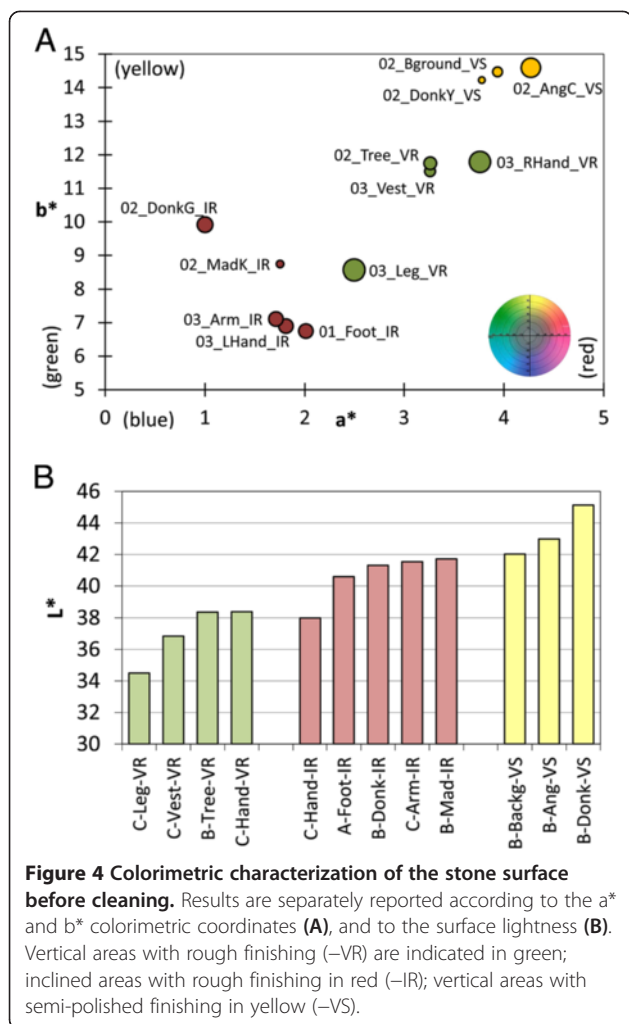 A
15
(yellow)
02_Bground_VS
14
02_DonkY_VS
02_AngC_VS
13
12
02_Tree_VR
03_RHand_VR
11
03_Vest_VR
b*
10
02_DonkG_IR
9
02_MadK_IR
03_Leg_VR
8
7
03_Arm_IR
03_LHand_IR
01_Foot_IR
6
(green)
(red)
5
0 (blue) 1 2 a* 3 4 5
B
46
44
42
40
L*
38
36
34
32
30
C-Leg-VR
C-Vest-VR
B-Tree-VR
C-Hand-VR
C-Hand-IR
A-Foot-IR
B-Donk-IR
C-Arm-IR
B-Mad-IR
B-Backg-VS
B-Ang-VS
B-Donk-VS
Figure 4 Colorimetric characterization of the stone surface
before cleaning. Results are separately reported according to the a*
and b* colorimetric coordinates (A), and to the surface lightness (B).
Vertical areas with rough finishing (−VR) are indicated in green;
inclined areas with rough finishing in red (−IR); vertical areas with
semi-polished finishing in yellow (−VS).